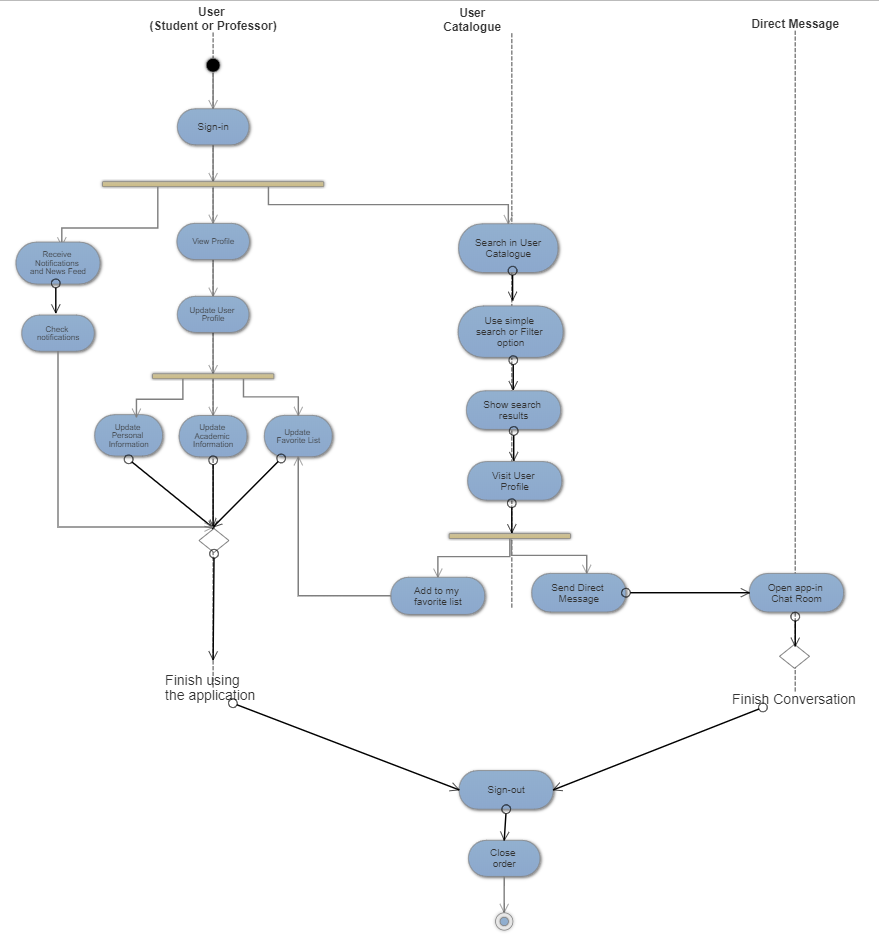 User
(Student or Professor)
User
Catalogue
Direct Message
Sign-in
Receive
Notifications
and News Feed
View Profile
Search in User
Catalogue
Check
notifications
Update User
Profile
Use simple
search or Filter
option
Update
Personal
Information
Update
Academic
Information
Update
Favorite List
Show search
results
Visit User
Profile
Add to my
favorite list
Send Direct
Message
Open app-in
Chat Room
Finish using
the application
Finish Conversation
Sign-out
Close
order